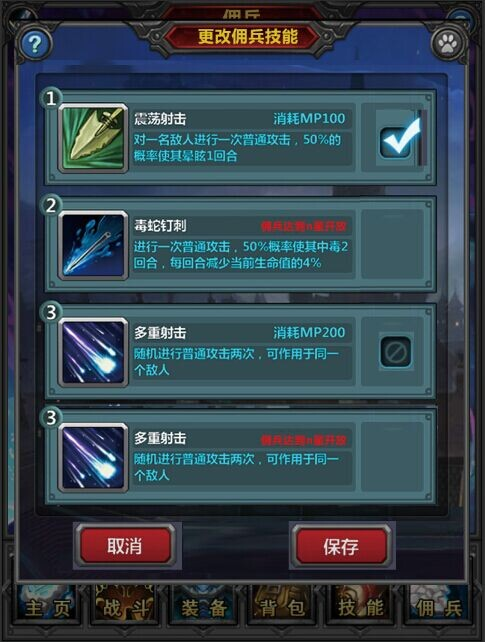 佣兵
更改佣兵技能
?
1
震荡射击
消耗MP100
对一名敌人进行一次普通攻击，50%的
概率使其晕眩1回合
2
毒蛇钉刺
佣兵达到n星开放
进行一次普通攻击，50%概率使其中毒2
回合，每回合减少当前生命值的4%
3
多重射击
消耗MP200
随机进行普通攻击两次，可作用于同一
个敌人
3
多重射击
佣兵达到n星开放
随机进行普通攻击两次，可作用于同一
个敌人
取消
保存
主页
战斗
装备
背包
技能
佣兵